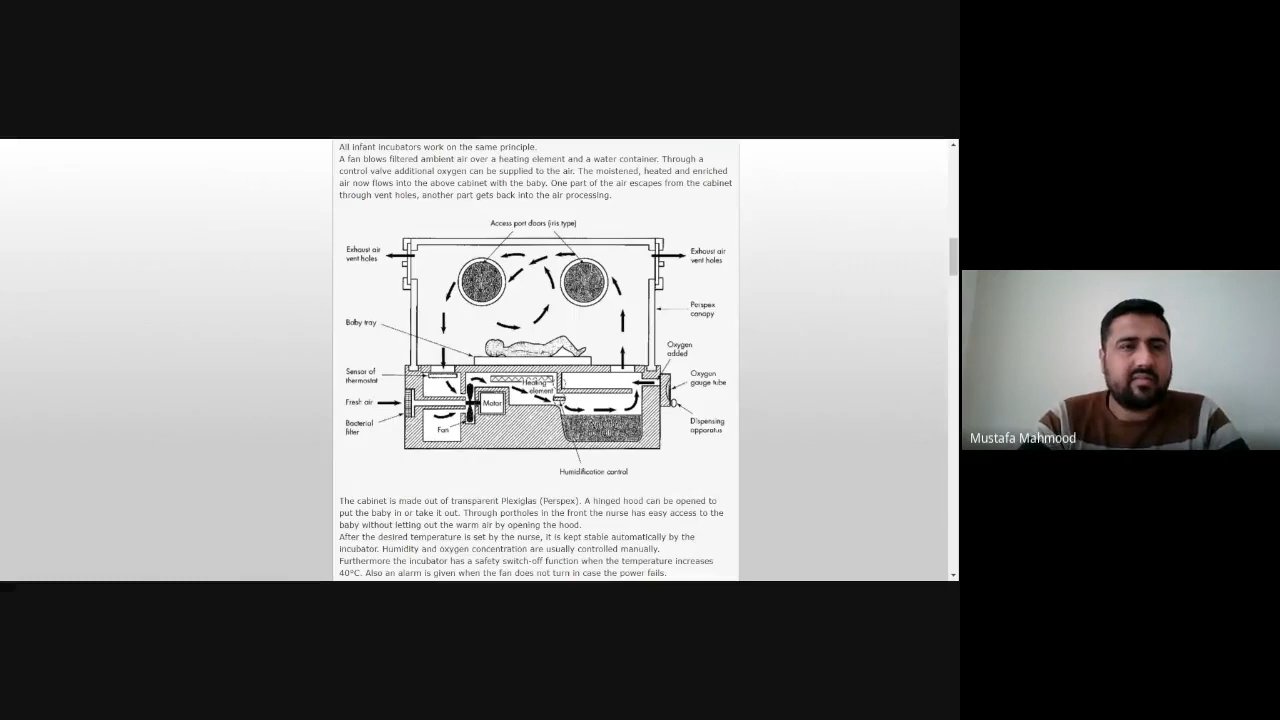 All infant incubators work on the same principle.
A fan blows filtered ambient air over a heating element and a water container. Through a
control valve additional oxygen can be supplied to the air. The moistened, heated and enriched
air now flows into the above cabinet with the baby. One part of the air escapes from the cabinet
through vent holes, another part gets back into the air processing.
Access port doors (iris type)
Exhaust air
vent holes
Exhaust air
vent holes
Perspex
canopy
Baby tray
Oxygen
added
Sensor of
thermostat
Oxygen
gauge tube
Heating
element
Fresh air
Motor
Bacterial
filter
Fan
Dispensing
apparatus
Humidification control
Mustafa Mahmood
The cabinet is made out of transparent Plexiglas (Perspex). A hinged hood can be opened to
put the baby in or take it out. Through portholes in the front the nurse has easy access to the
baby without letting out the warm air by opening the hood.
After the desired temperature is set by the nurse, it is kept stable automatically by the
incubator. Humidity and oxygen concentration are usually controlled manually.
Furthermore the incubator has a safety switch-off function when the temperature increases
40°C. Also an alarm is given when the fan does not turn in case the power fails.